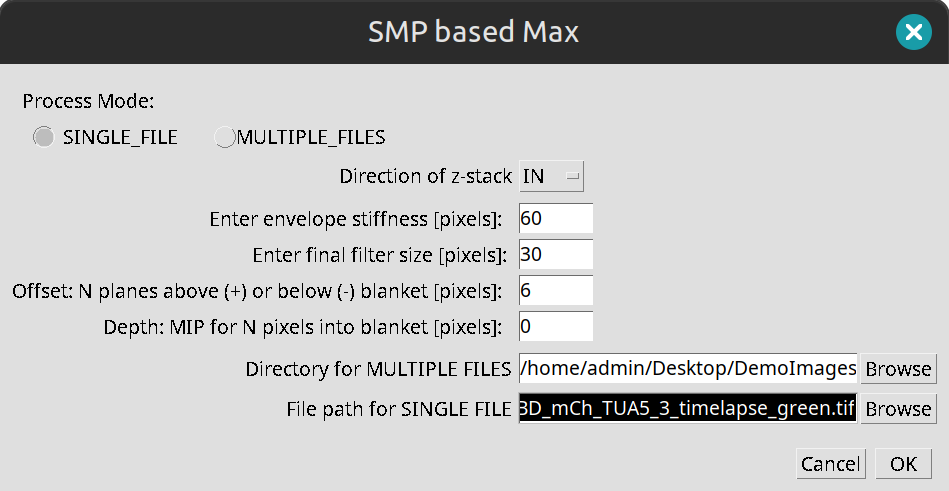 SMP based Max
Process Mode:
SINGLE_FILE MULTIPLE_FILES
Direction of z-stack IN
Enter envelope stiffness [pixels]: 60
Enter final filter size [pixels]: 30
Offset: N planes above (+) or below (-) blanket [pixels]: 6
Depth: MIP for N pixels into blanket [pixels]: 0
Directory for MULTIPLE FILES /home/admin/Desktop/DemoImages Browse
File path for SINGLE FILE 3D_mCh_TUA5_3_timelapse_green.tif Browse
Cancel OK